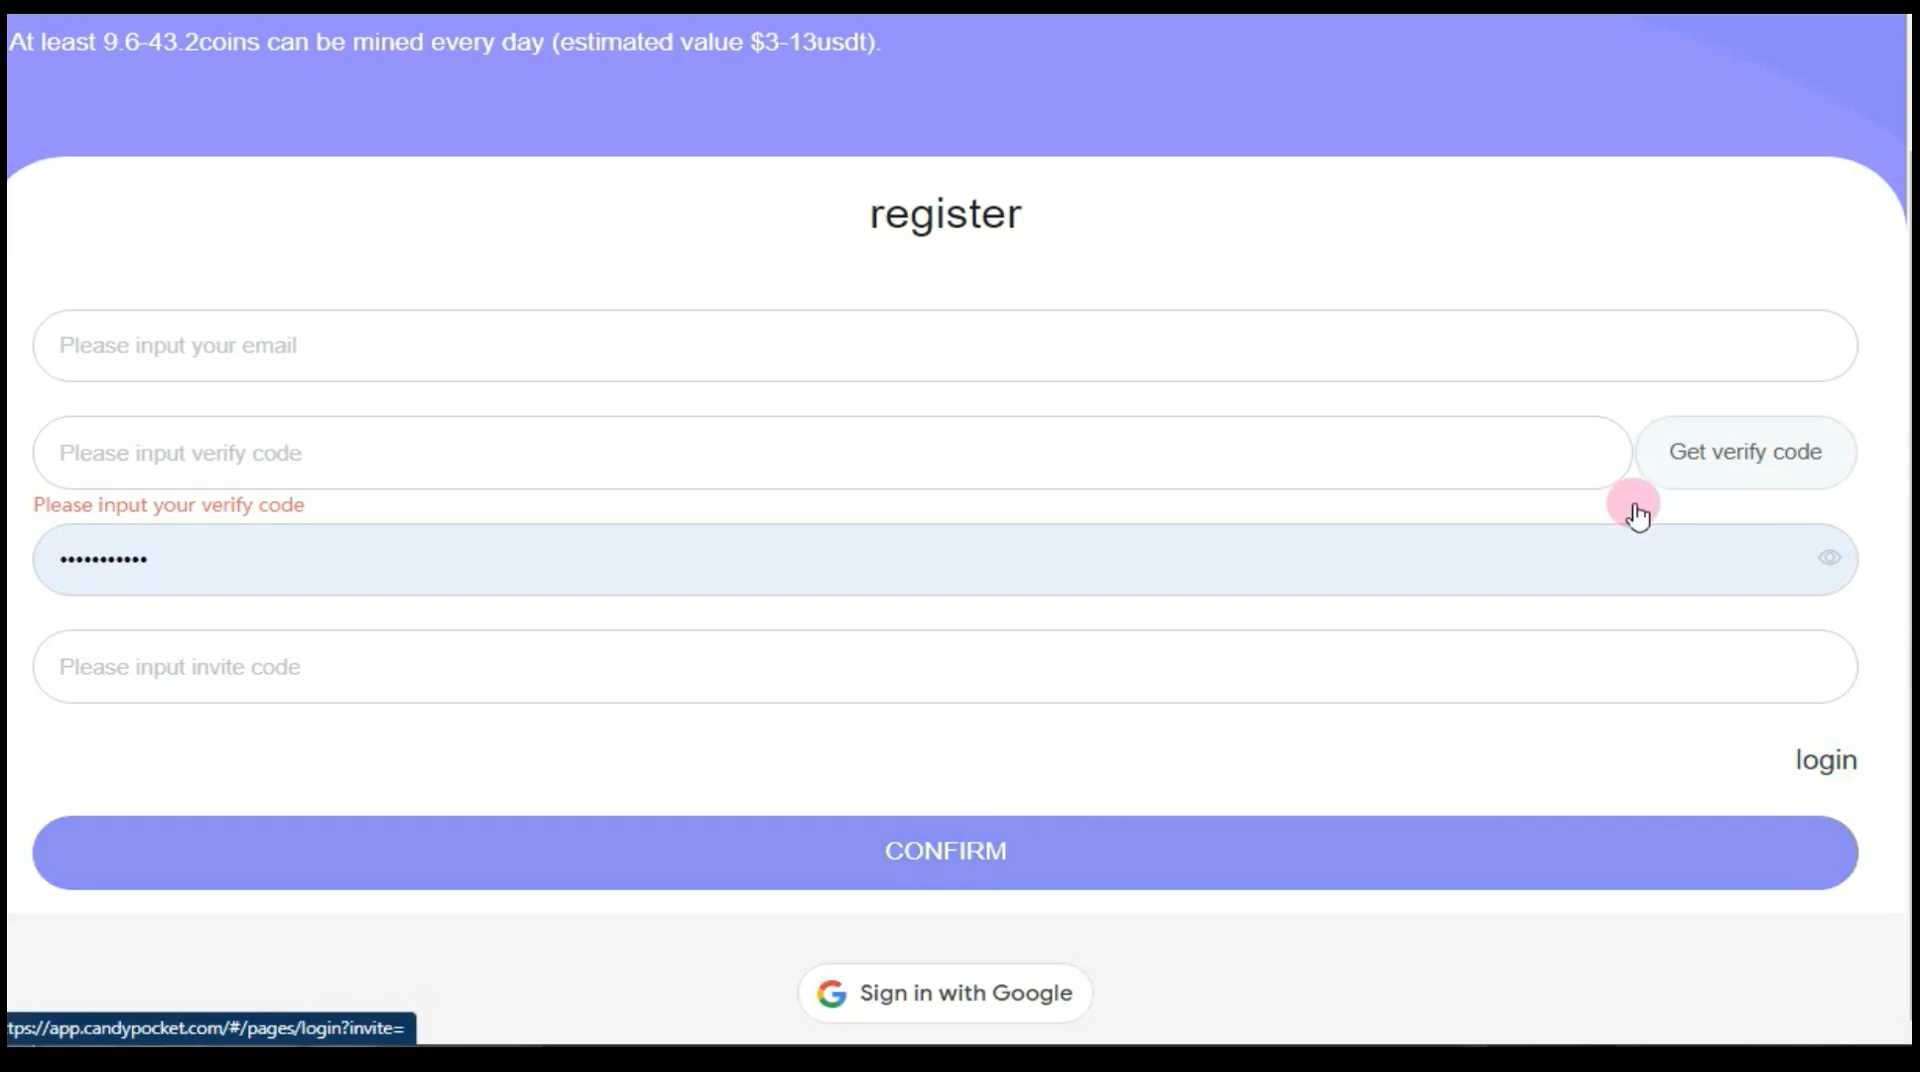 At least 9.6-43.2coins can be mined every day (estimated value $3-13usdt).
register
Please input your email
Please input verify code
Get verify code
Please input your verify code
•••••••••••
Please input invite code
login
CONFIRM
Sign in with Google
tps://app.candypocket.com/#/pages/login?invite=